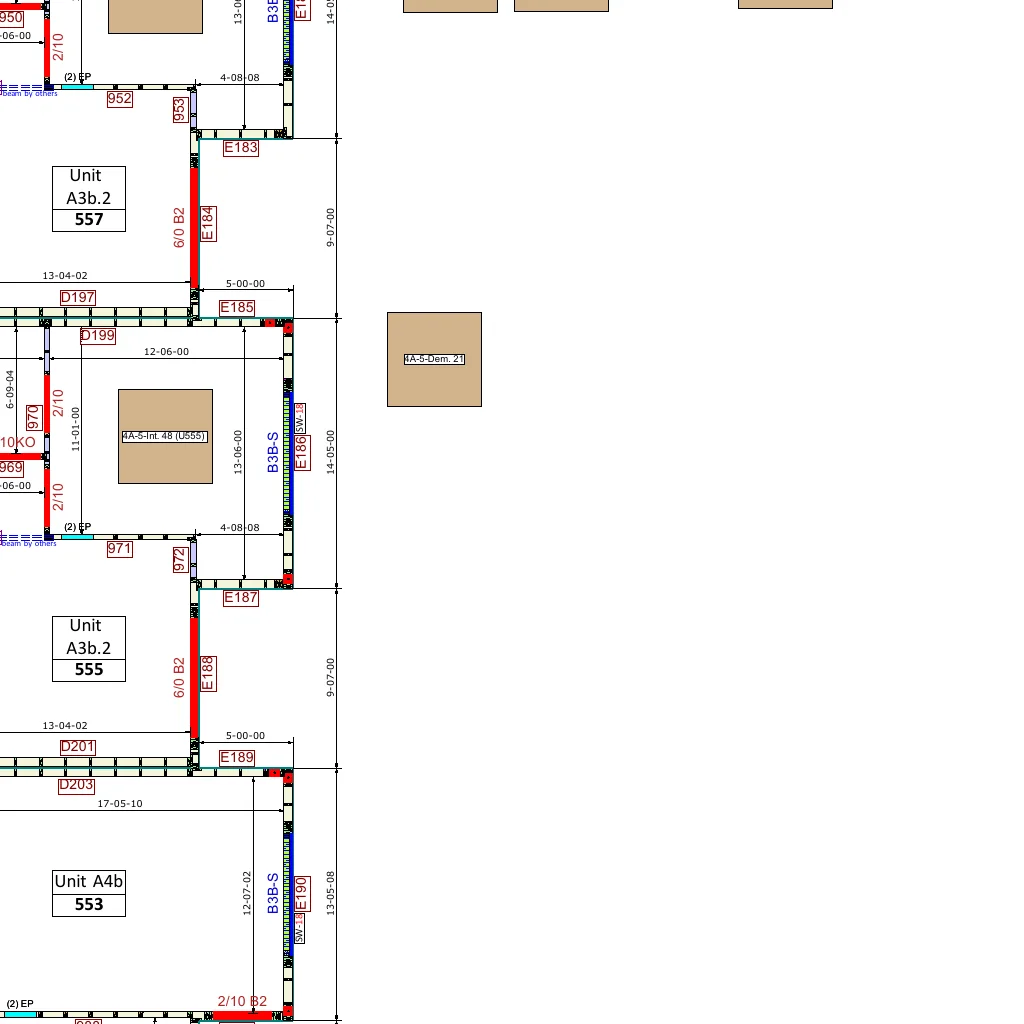 950
-06-00
2/10
(2) EP
beam by others
952
953
4-08-08
E183
Unit
A3b.2
557
6/0 B2
E184
9-07-00
13-04-02
D197
5-00-00
E185
D199
12-06-00
6-09-04
970
2/10
11-01-00
4A-5-Int. 48 (U555)
13-06-00
B3B-S
SW-18
E186
14-05-00
4A-5-Dem. 21
10KO
969
-06-00
2/10
(2) EP
beam by others
971
972
4-08-08
E187
Unit
A3b.2
555
6/0 B2
E188
9-07-00
13-04-02
D201
5-00-00
E189
D203
17-05-10
Unit A4b
553
12-07-02
B3B-S
E190
SW-18
13-05-08
(2) EP
2/10 B2